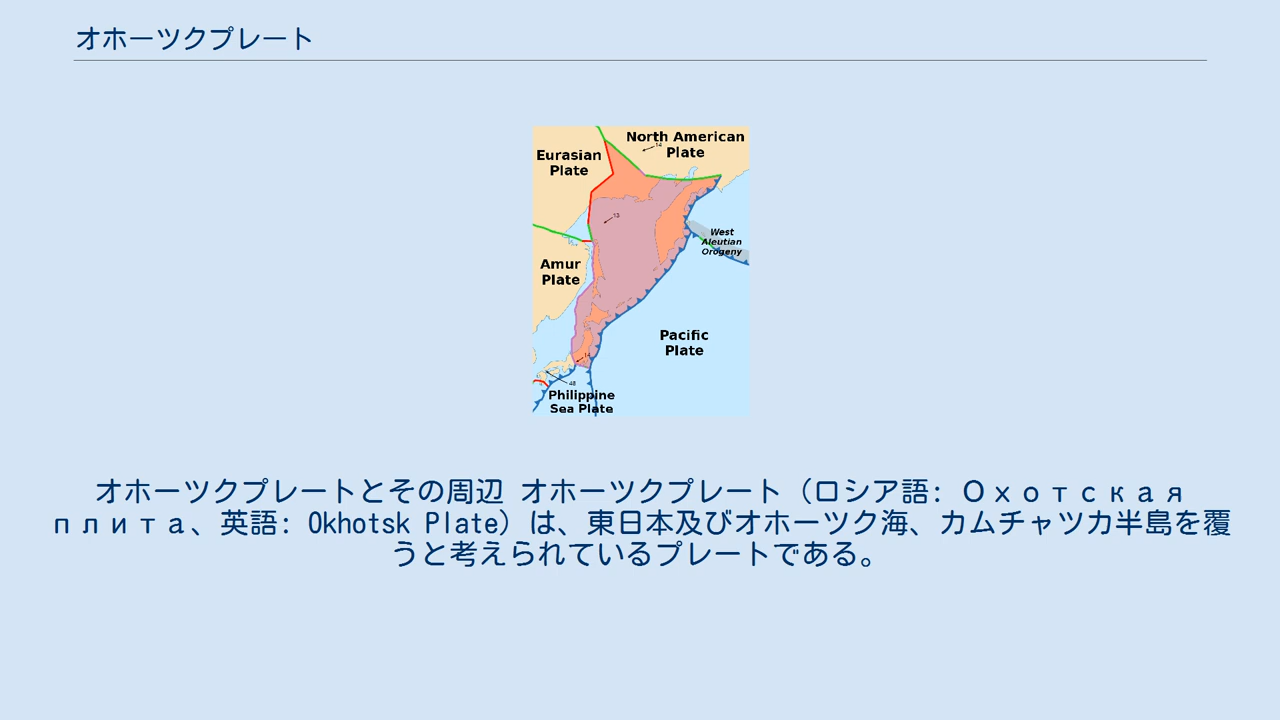 オホーツクプレート
North American
Plate
Eurasian
Plate
14
13
West
Aleutian
Orogeny
Amur
Plate
Pacific
Plate
48
Philippine
Sea Plate
オホーツクプレートとその周辺 オホーツクプレート（ロシア語: Охотская
плита、英語: Okhotsk Plate）は、東日本及びオホーツク海、カムチャツカ半島を覆
うと考えられているプレートである。